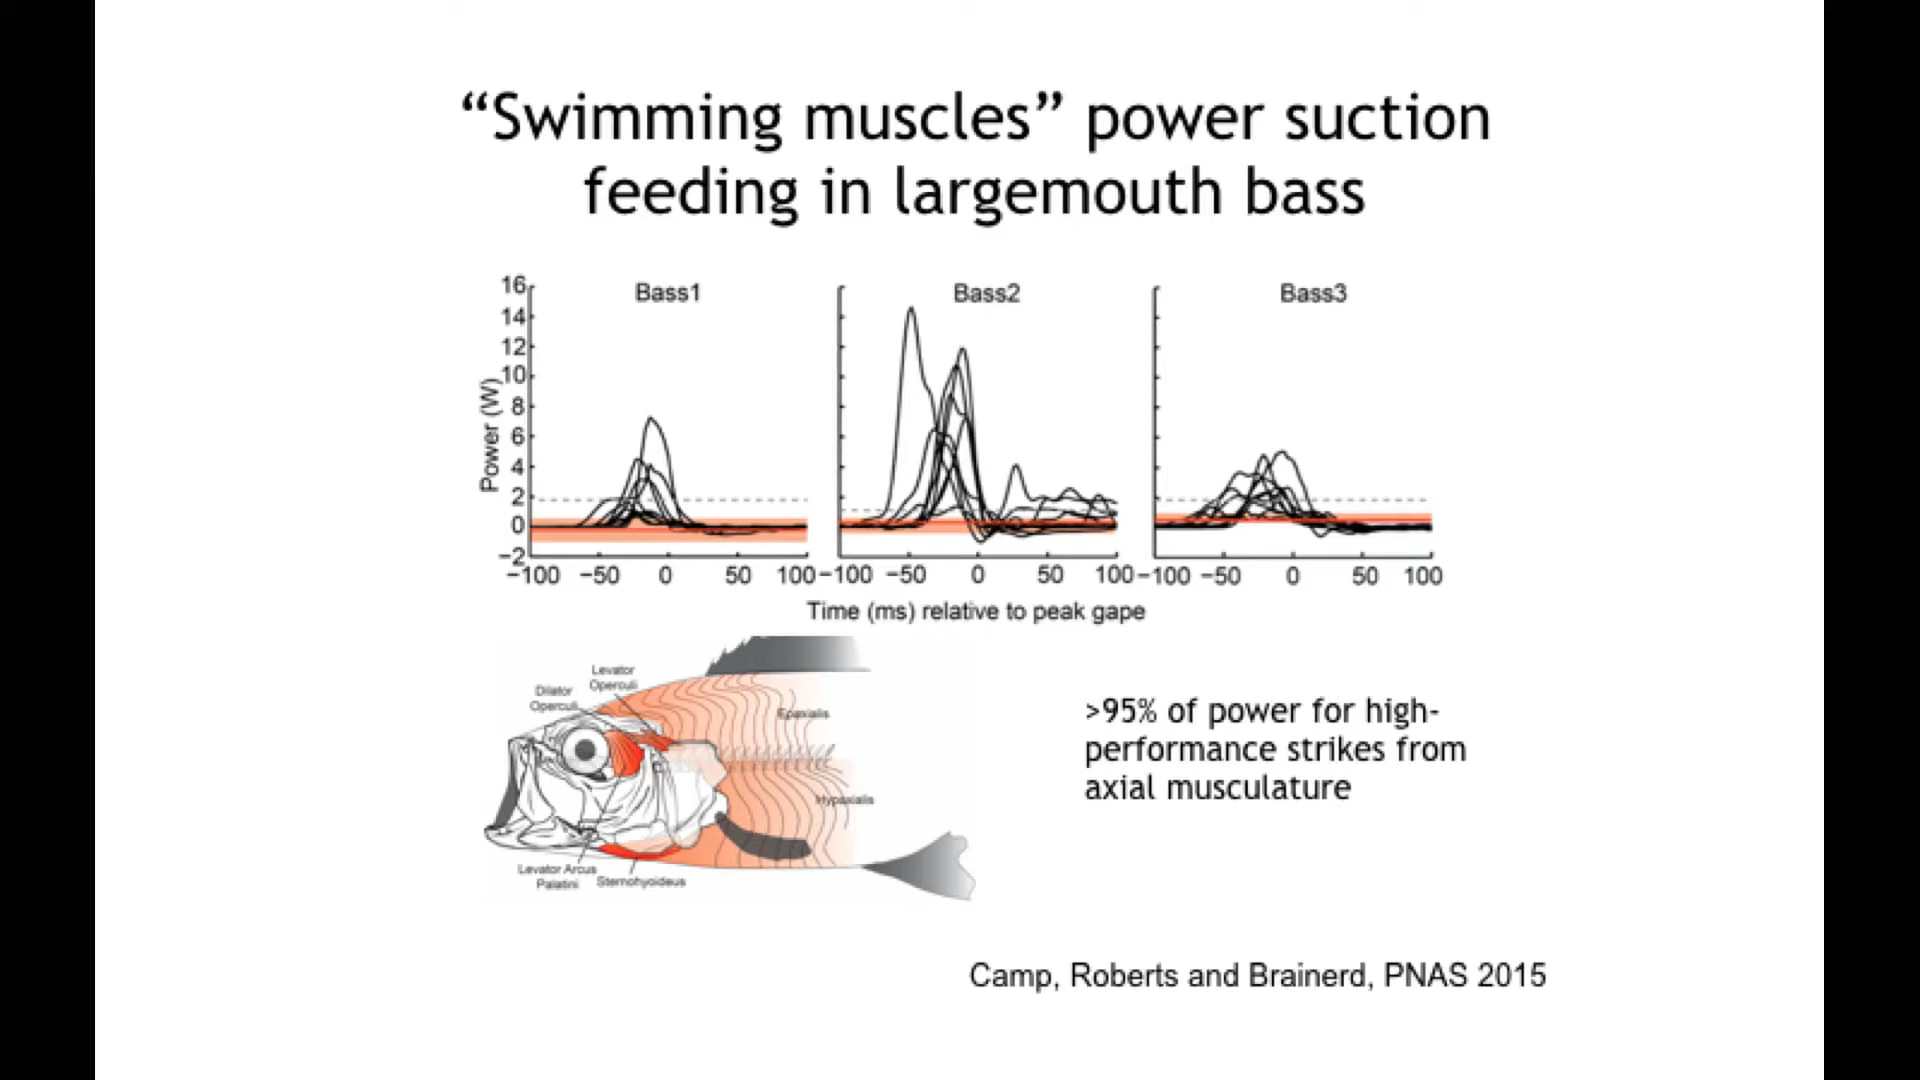 “Swimming muscles” power suction
feeding in largemouth bass
Bass1
Bass2
Bass3
Power (W)
16
14
12
10
8
6
4
2
0
−2
−100 −50 0 50 100
−100 −50 0 50 100
−100 −50 0 50 100
Time (ms) relative to peak gape
Levator
Operculi
Dilator
Operculi
Epaxialis
Hypaxialis
Levator Arcus
Palatini
Sternohyoideus
>95% of power for high-
performance strikes from
axial musculature
Camp, Roberts and Brainerd, PNAS 2015